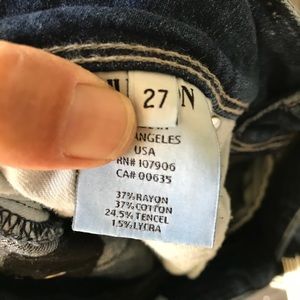 27 N
ANGELES
USA
RN# 107906
CA# 00635
37% RAYON
37% COTTON
24.5% TENCEL
1.5% LYCRA